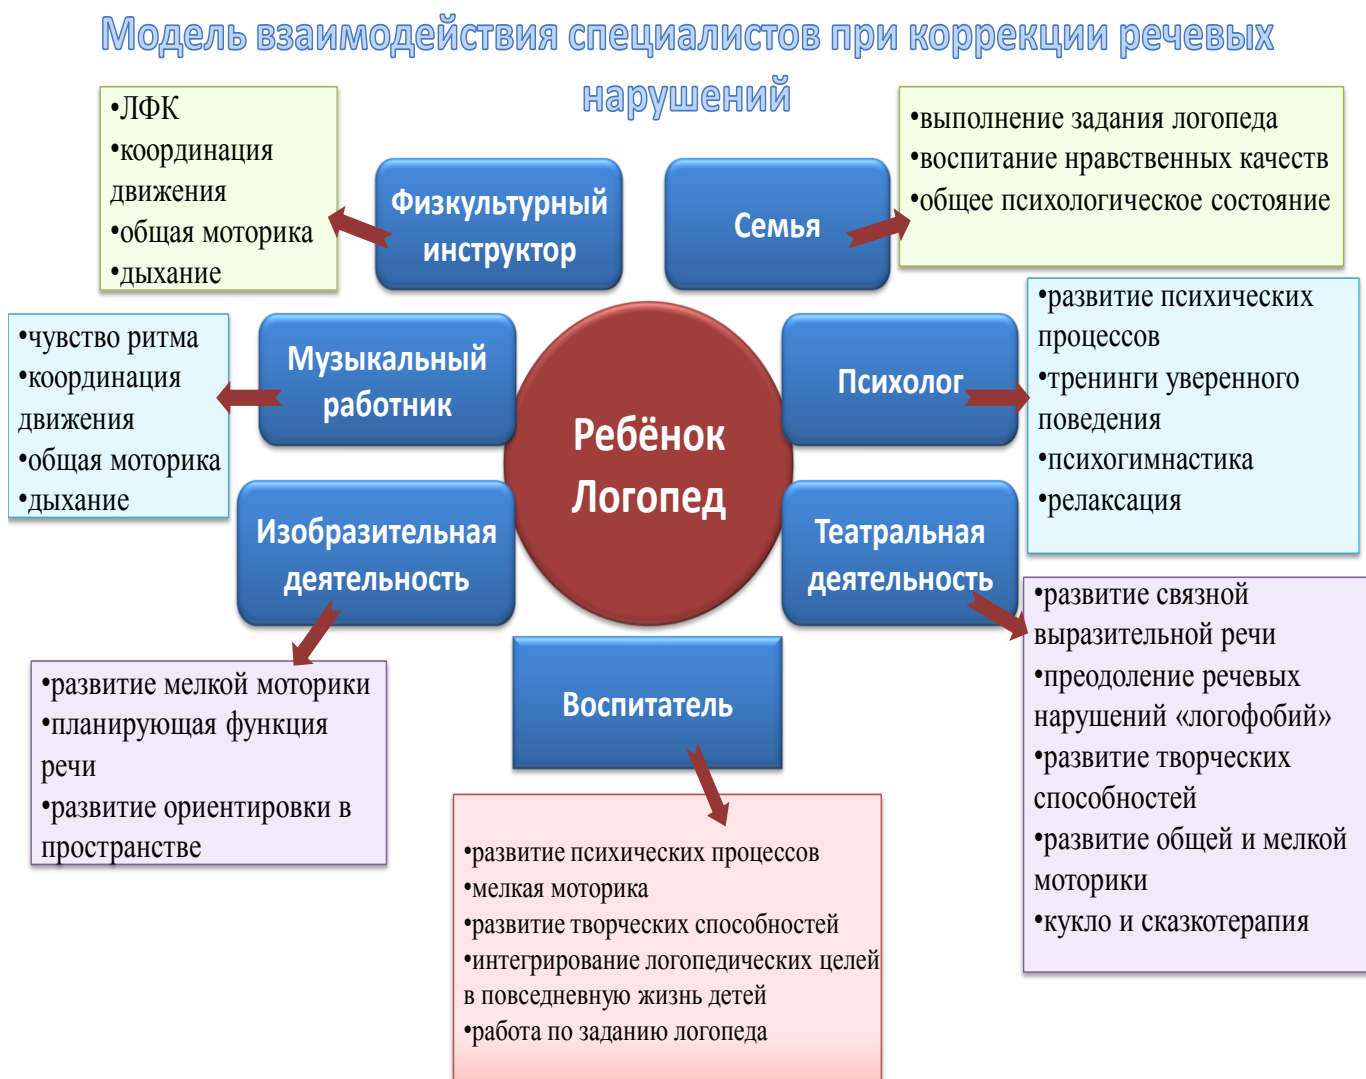 Модель взаимодействия специалистов при коррекции речевых
нарушений
•ЛФК
•координация
движения
•общая моторика
•дыхание
Физкультурный
инструктор
Семья
•выполнение задания логопеда
•воспитание нравственных качеств
•общее психологическое состояние
•чувство ритма
•координация
движения
•общая моторика
•дыхание
Музыкальный
работник
Ребёнок
Логопед
Психолог
•развитие психических
процессов
•тренинги уверенного
поведения
•психогимнастика
•релаксация
Изобразительная
деятельность
•развитие мелкой моторики
•планирующая функция
речи
•развитие ориентировки в
пространстве
Театральная
деятельность
•развитие связной
выразительной речи
•преодоление речевых
нарушений «логофобий»
•развитие творческих
способностей
•развитие общей и мелкой
моторики
•кукло и сказкотерапия
Воспитатель
•развитие психических процессов
•мелкая моторика
•развитие творческих способностей
•интегрирование логопедических целей
в повседневную жизнь детей
•работа по заданию логопеда